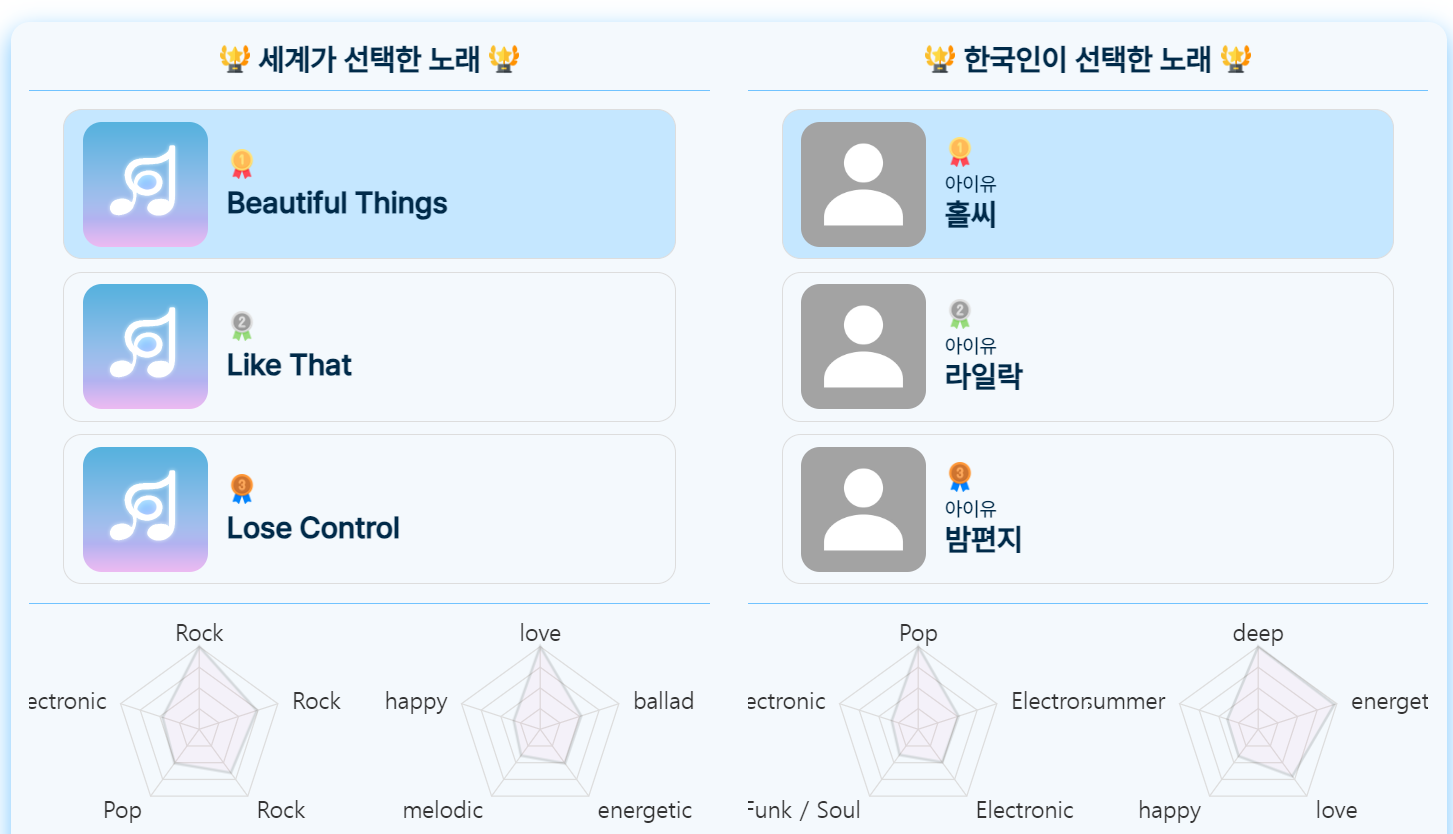 세계가 선택한 노래
1
Beautiful Things
2
Like That
3
Lose Control
Rock
ectronic
Rock
Pop
Rock
love
happy
ballad
melodic
energetic
한국인이 선택한 노래
1
아이유
홀씨
2
아이유
라일락
3
아이유
밤편지
Pop
ectronic
Electron
Funk / Soul
Electronic
deep
summer
energet
happy
love